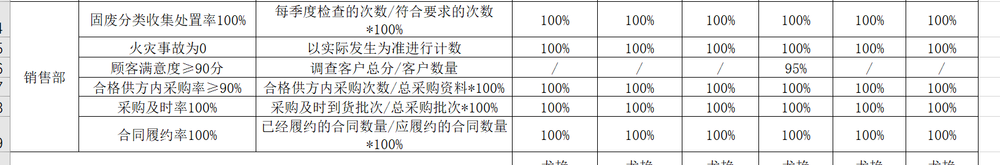 固废分类收集处置率100% 每季度检查的次数/符合要求的次数 100% 100% 100% 100% 100% 100%
*100%
火灾事故为0 以实际发生为准进行计数 100% 100% 100% 100% 100% 100%
顾客满意度≥90分 调查客户总分/客户数量 / / / 95% / /
销售部
合格供方内采购率≥90% 合格供方内采购次数/总采购资料*100% 100% 100% 100% 100% 100% 100%
采购及时率100% 采购及时到货批次/总采购批次*100% 100% 100% 100% 100% 100% 100%
合同履约率100% 已经履约的合同数量/应履约的合同数量 100% 100% 100% 100% 100% 100%
*100%